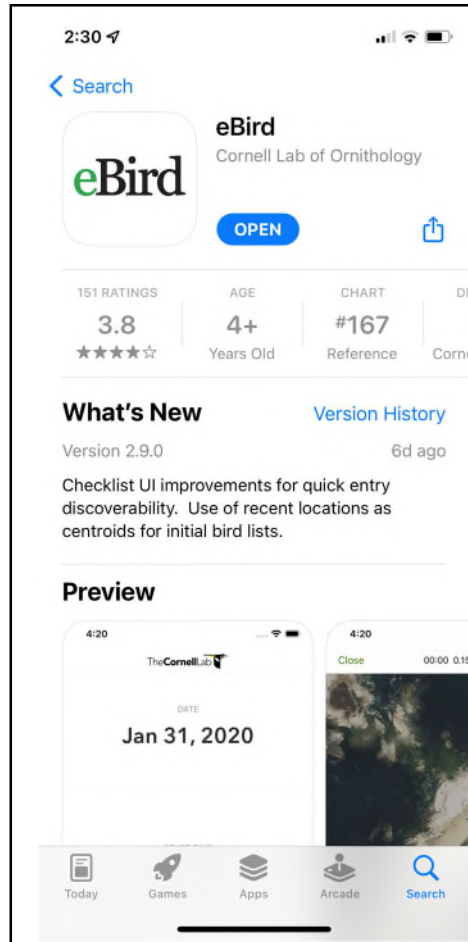 2:30
Search
eBird
eBird
Cornell Lab of Ornithology
OPEN
151 RATINGS
3.8
AGE
4+
Years Old
CHART
#167
Reference
What's New
Version History
Version 2.9.0
6d ago
Checklist UI improvements for quick entry
discoverability. Use of recent locations as
centroids for initial bird lists.
Preview
4:20
TheCornellLab
DATE
Jan 31, 2020
4:20
Close
00:00
Today
Games
Apps
Arcade
Search